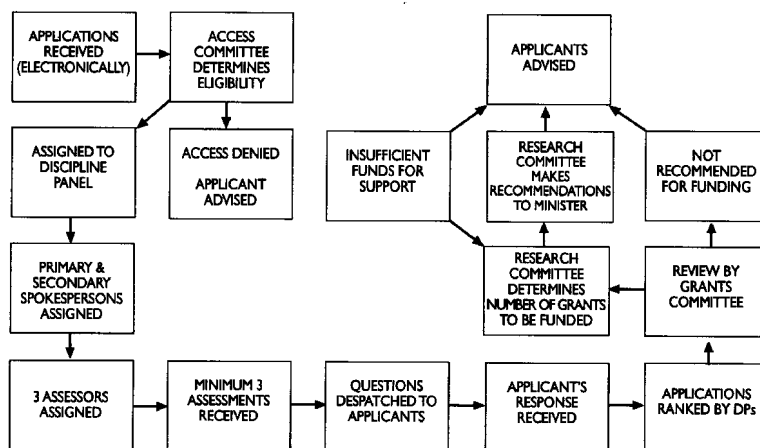 APPLICATIONS
RECEIVED
(ELECTRONICALLY)
ACCESS
COMMITTEE
DETERMINES
ELIGIBILITY
APPLICANTS
ADVISED
ASSIGNED TO
DISCIPLINE
PANEL
ACCESS DENIED
APPLICANT
ADVISED
INSUFFICIENT
FUNDS FOR
SUPPORT
RESEARCH
COMMITTEE
MAKES
RECOMMENDATIONS
TO MINISTER
NOT
RECOMMENDED
FOR FUNDING
PRIMARY &
SECONDARY
SPOKESPERSONS
ASSIGNED
RESEARCH
COMMITTEE
DETERMINES
NUMBER OF GRANTS
TO BE FUNDED
REVIEW BY
GRANTS
COMMITTEE
3 ASSESSORS
ASSIGNED
MINIMUM 3
ASSESSMENTS
RECEIVED
QUESTIONS
DESPATCHED TO
APPLICANTS
APPLICANT'S
RESPONSE
RECEIVED
APPLICATIONS
RANKED BY DPs